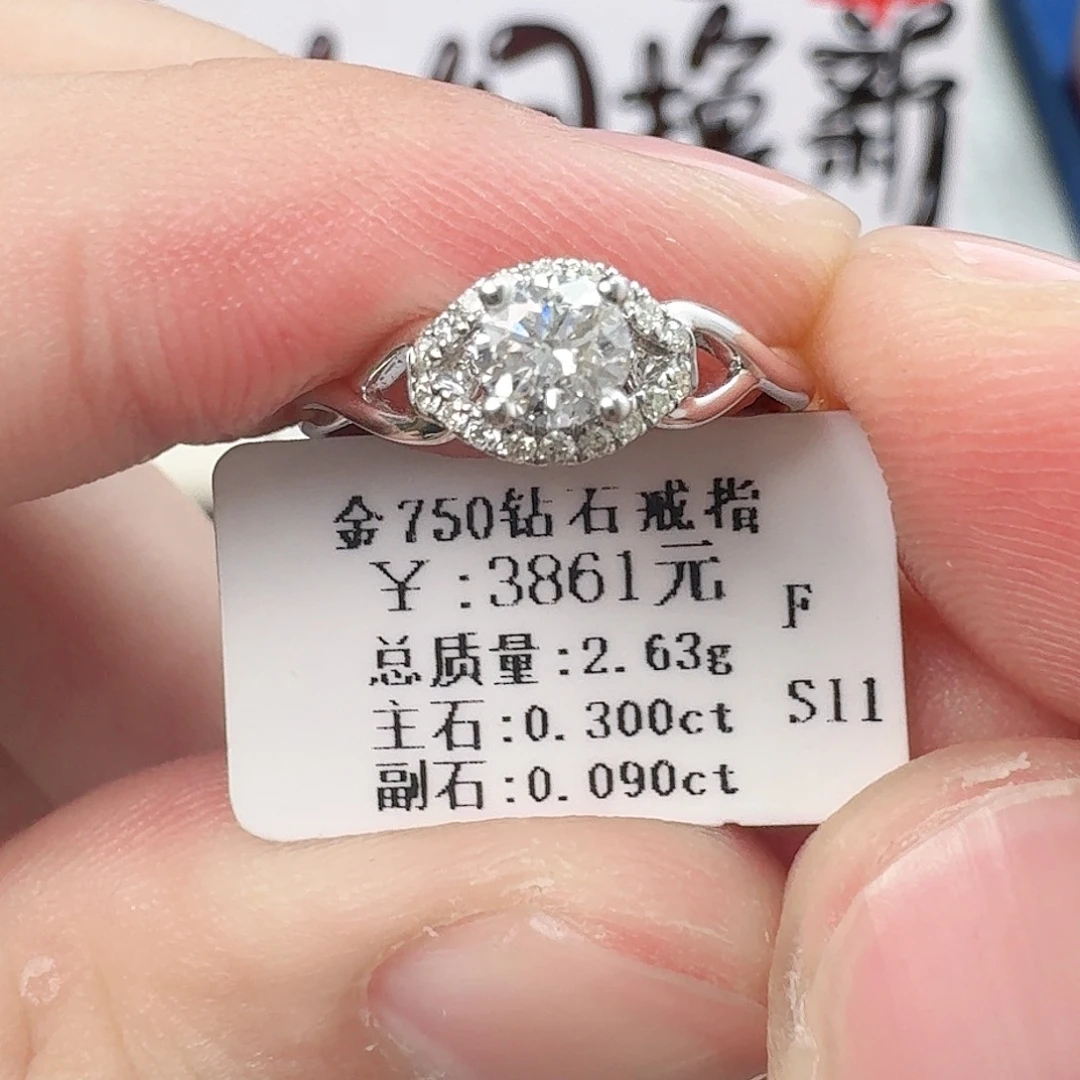 换新
金750钻石戒指
￥:3861元
F
总质量:2.63g
SI1
主石:0.300ct
副石:0.090ct